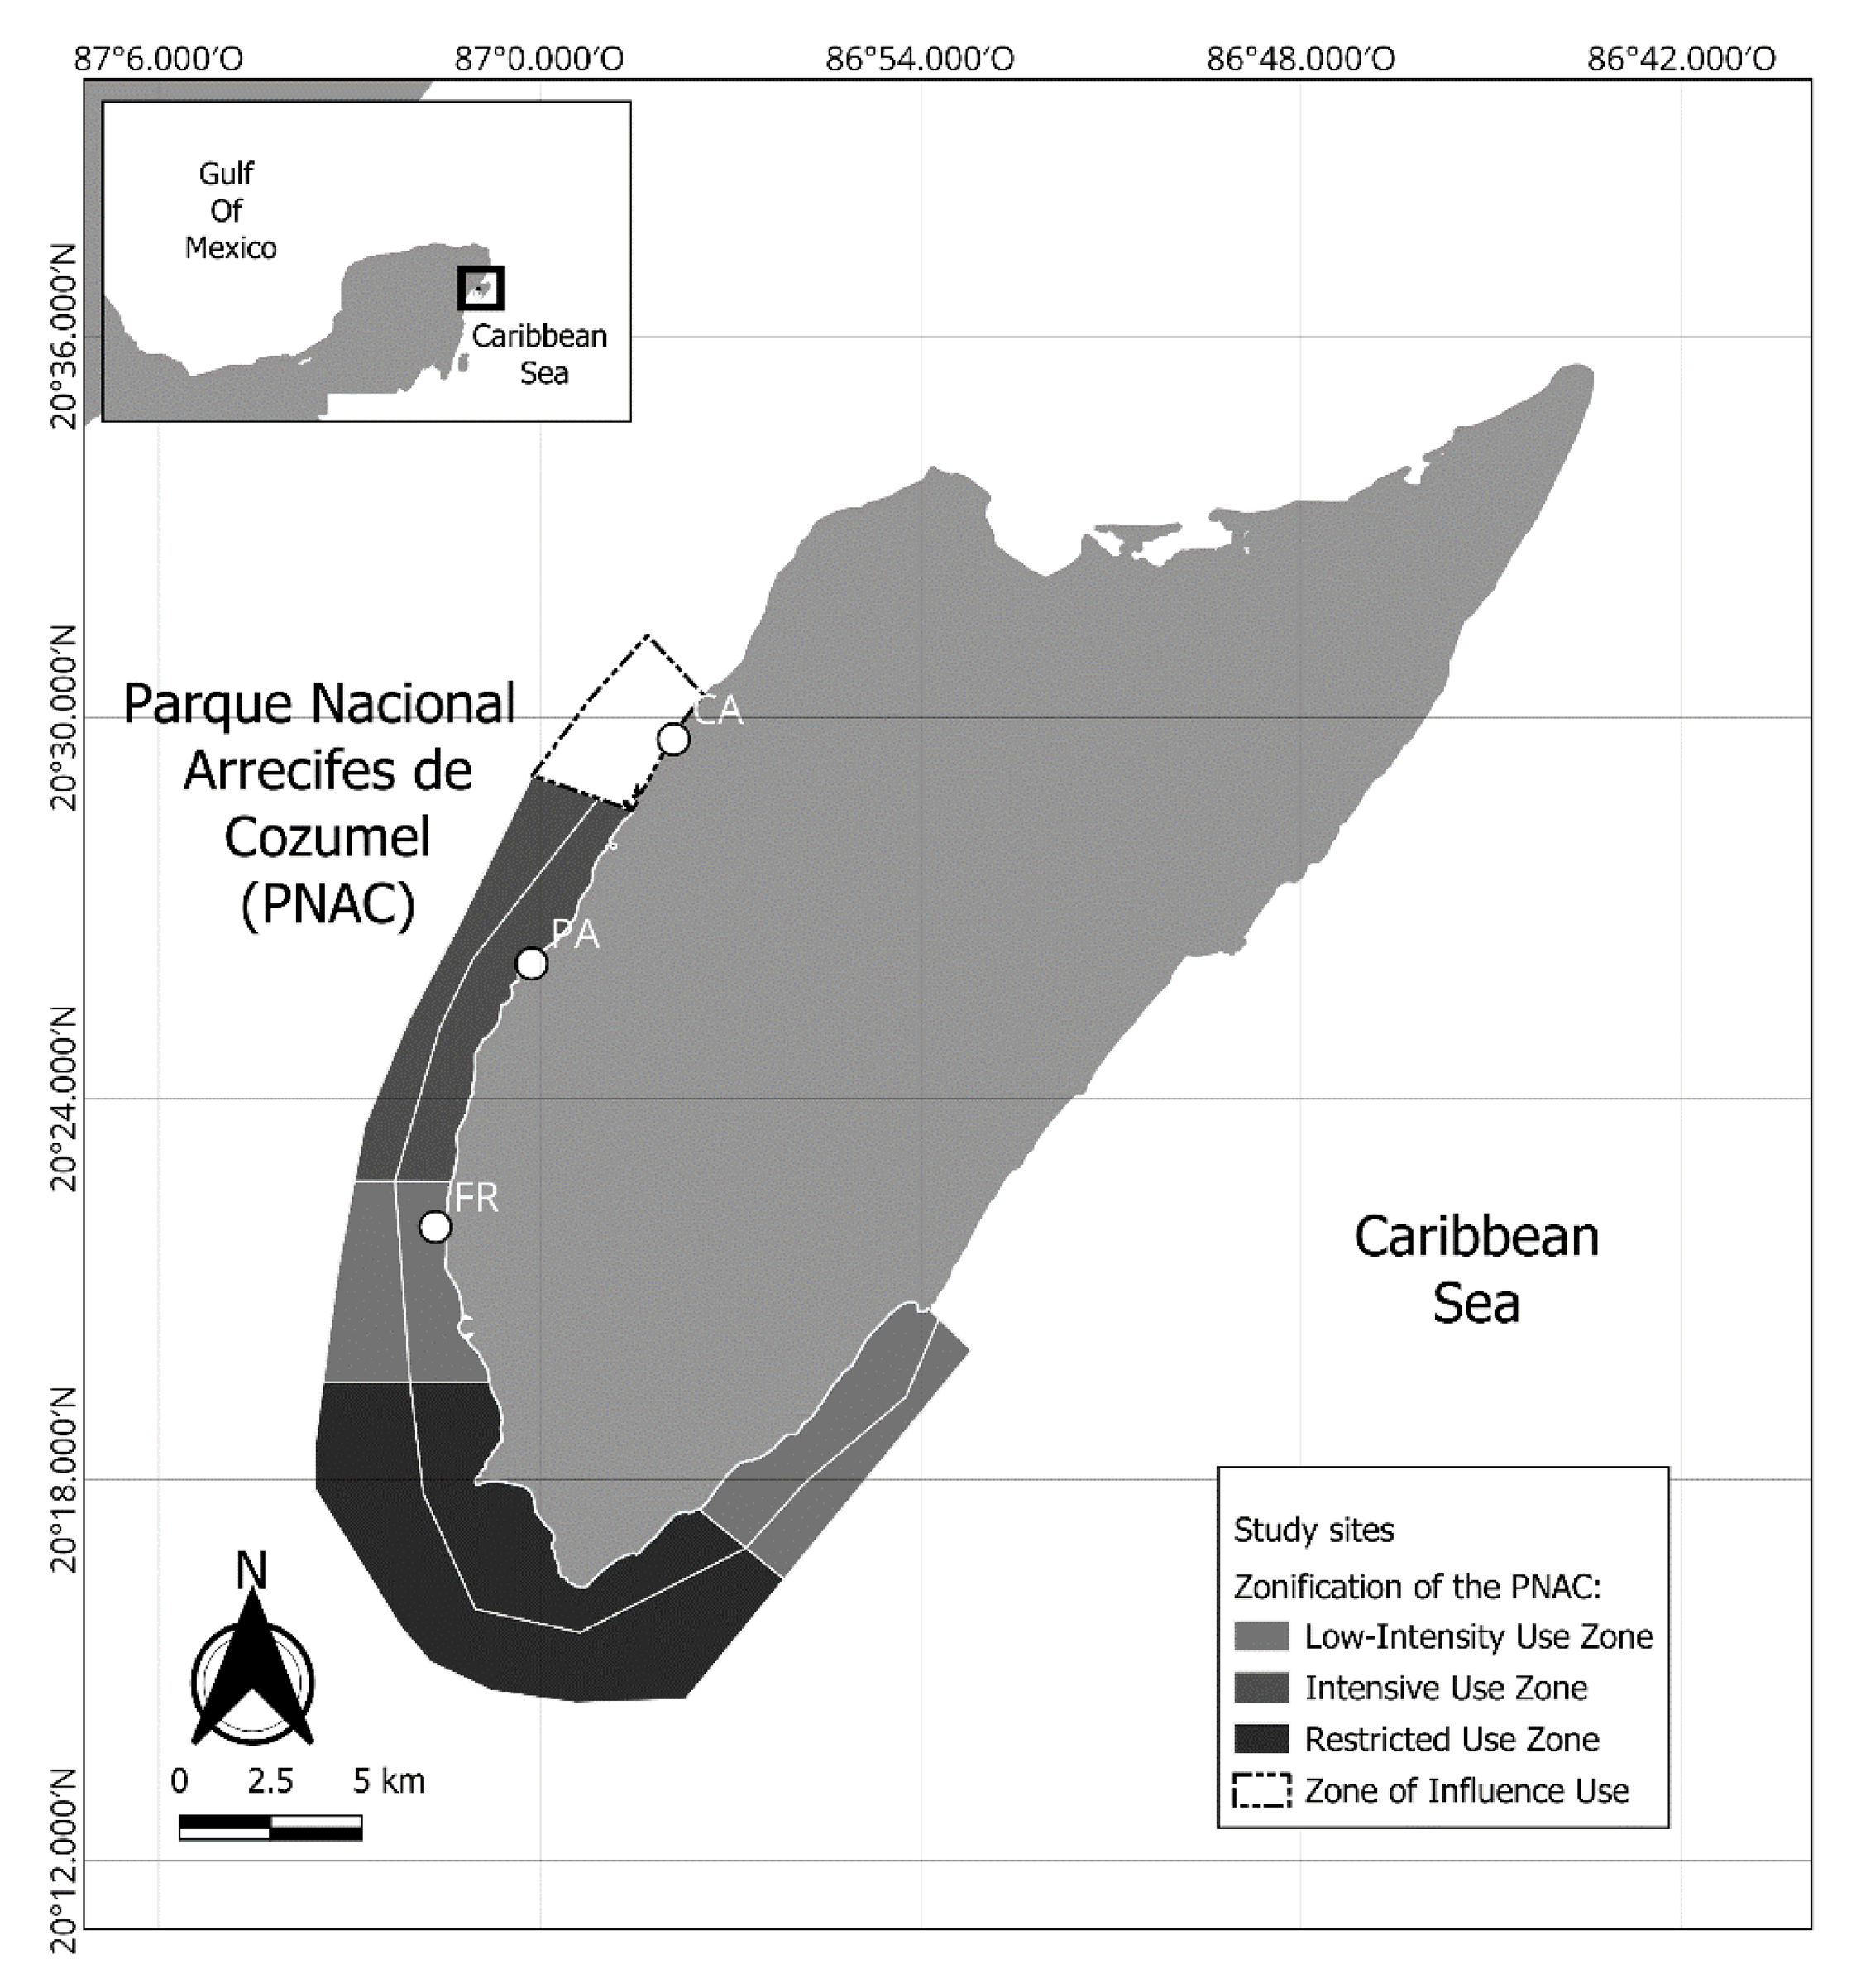 87°6.000′O 87°0.000′O 86°54.000′O 86°48.000′O 86°42.000′O
Gulf
Of
Mexico
Caribbean
Sea
20°36.000′N
20°30.000′N
20°24.000′N
20°18.000′N
20°12.000′N
Parque Nacional
Arrecifes de
Cozumel
(PNAC)
CA
PA
FR
Caribbean
Sea
N
0 2.5 5 km
Study sites
Zonification of the PNAC:
Low-Intensity Use Zone
Intensive Use Zone
Restricted Use Zone
Zone of Influence Use